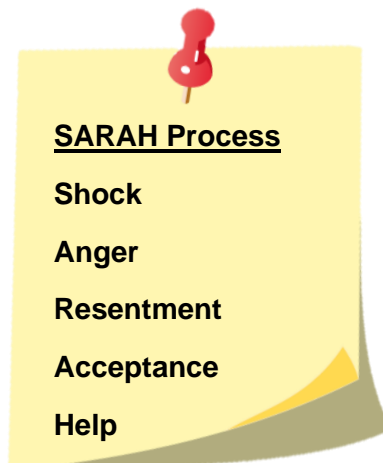 SARAH Process
Shock
Anger
Resentment
Acceptance
Help